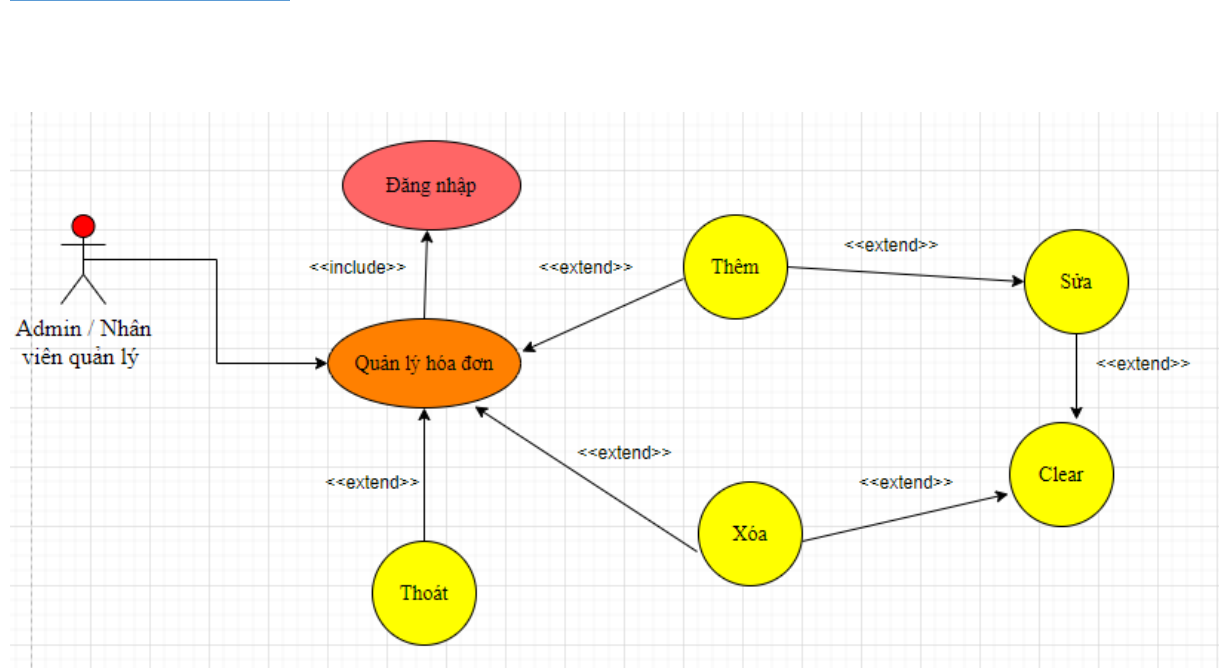 Đăng nhập
<<include>>
<<extend>>
Thêm
<<extend>>
Sửa
Admin / Nhân
viên quản lý
Quản lý hóa đơn
<<extend>>
<<extend>>
<<extend>>
<<extend>>
Clear
Xóa
Thoát